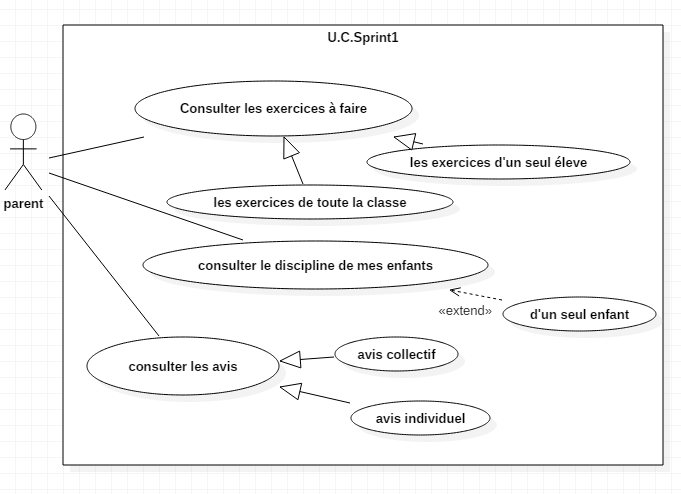 U.C.Sprint1
Consulter les exercices à faire
les exercices d'un seul éleve
parent
les exercices de toute la classe
consulter le discipline de mes enfants
«extend»
d'un seul enfant
consulter les avis
avis collectif
avis individuel